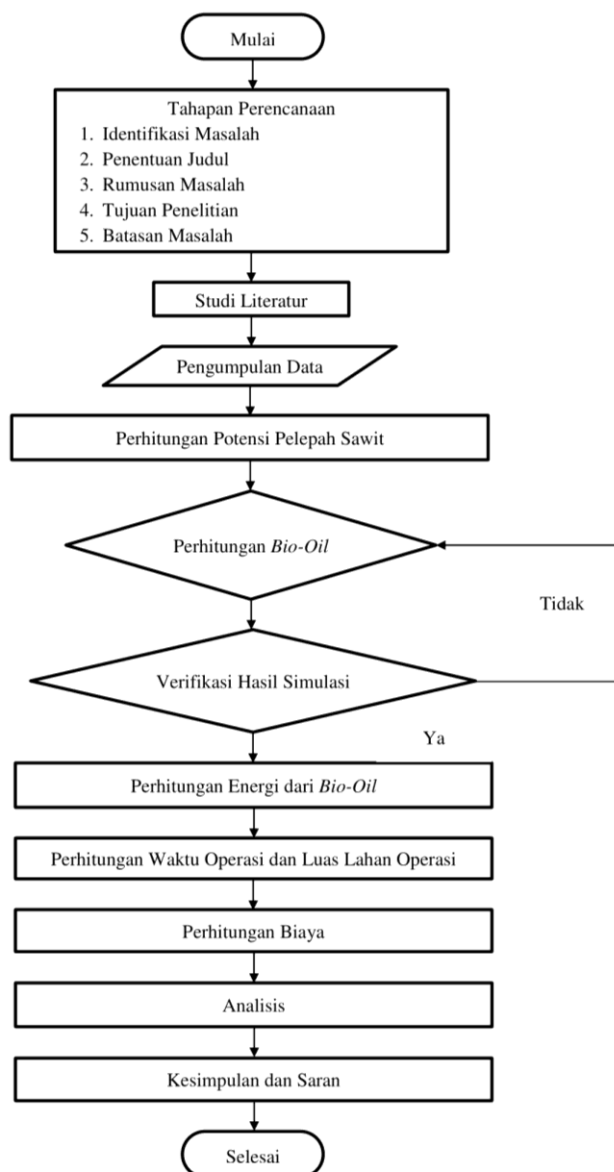 Mulai
Tahapan Perencanaan
1. Identifikasi Masalah
2. Penentuan Judul
3. Rumusan Masalah
4. Tujuan Penelitian
5. Batasan Masalah
Studi Literatur
Pengumpulan Data
Perhitungan Potensi Pelepah Sawit
Perhitungan Bio-Oil
Tidak
Verifikasi Hasil Simulasi
Ya
Perhitungan Energi dari Bio-Oil
Perhitungan Waktu Operasi dan Luas Lahan Operasi
Perhitungan Biaya
Analisis
Kesimpulan dan Saran
Selesai